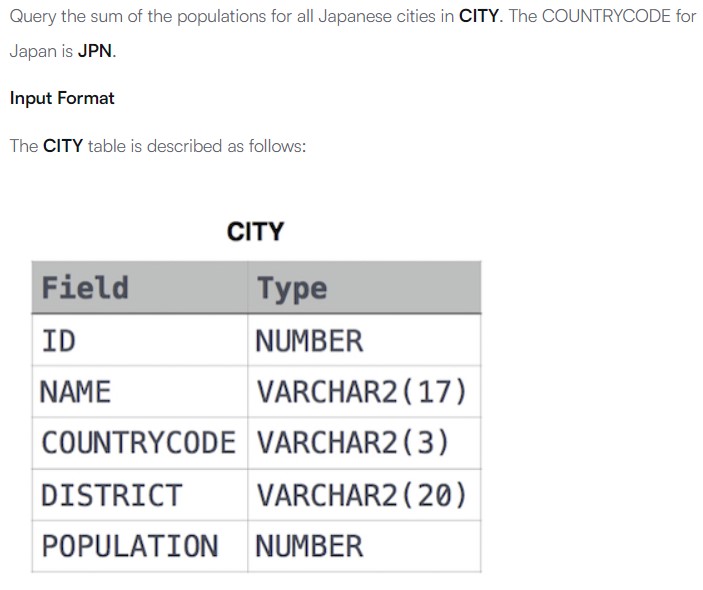 Query the sum of the populations for all Japanese cities in CITY. The COUNTRYCODE for
Japan is JPN.
Input Format
The CITY table is described as follows:
CITY
Field Type
ID NUMBER
NAME VARCHAR2(17)
COUNTRYCODE VARCHAR2(3)
DISTRICT VARCHAR2(20)
POPULATION NUMBER